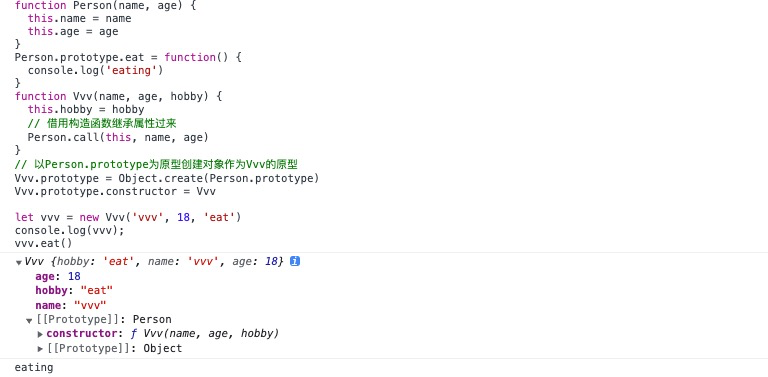 function Person(name, age) {
  this.name = name
  this.age = age
}
Person.prototype.eat = function() {
  console.log('eating')
}
function Vvv(name, age, hobby) {
  this.hobby = hobby
  // 借用构造函数继承属性过来
  Person.call(this, name, age)
}
// 以Person.prototype为原型创建对象作为Vvv的原型
Vvv.prototype = Object.create(Person.prototype)
Vvv.prototype.constructor = Vvv

let vvv = new Vvv('vvv', 18, 'eat')
console.log(vvv);
vvv.eat()
▼Vvv {hobby: 'eat', name: 'vvv', age: 18} i
age: 18
hobby: "eat"
name: "vvv"
▼[[Prototype]]: Person
▶constructor: ƒ Vvv(name, age, hobby)
▶[[Prototype]]: Object
eating